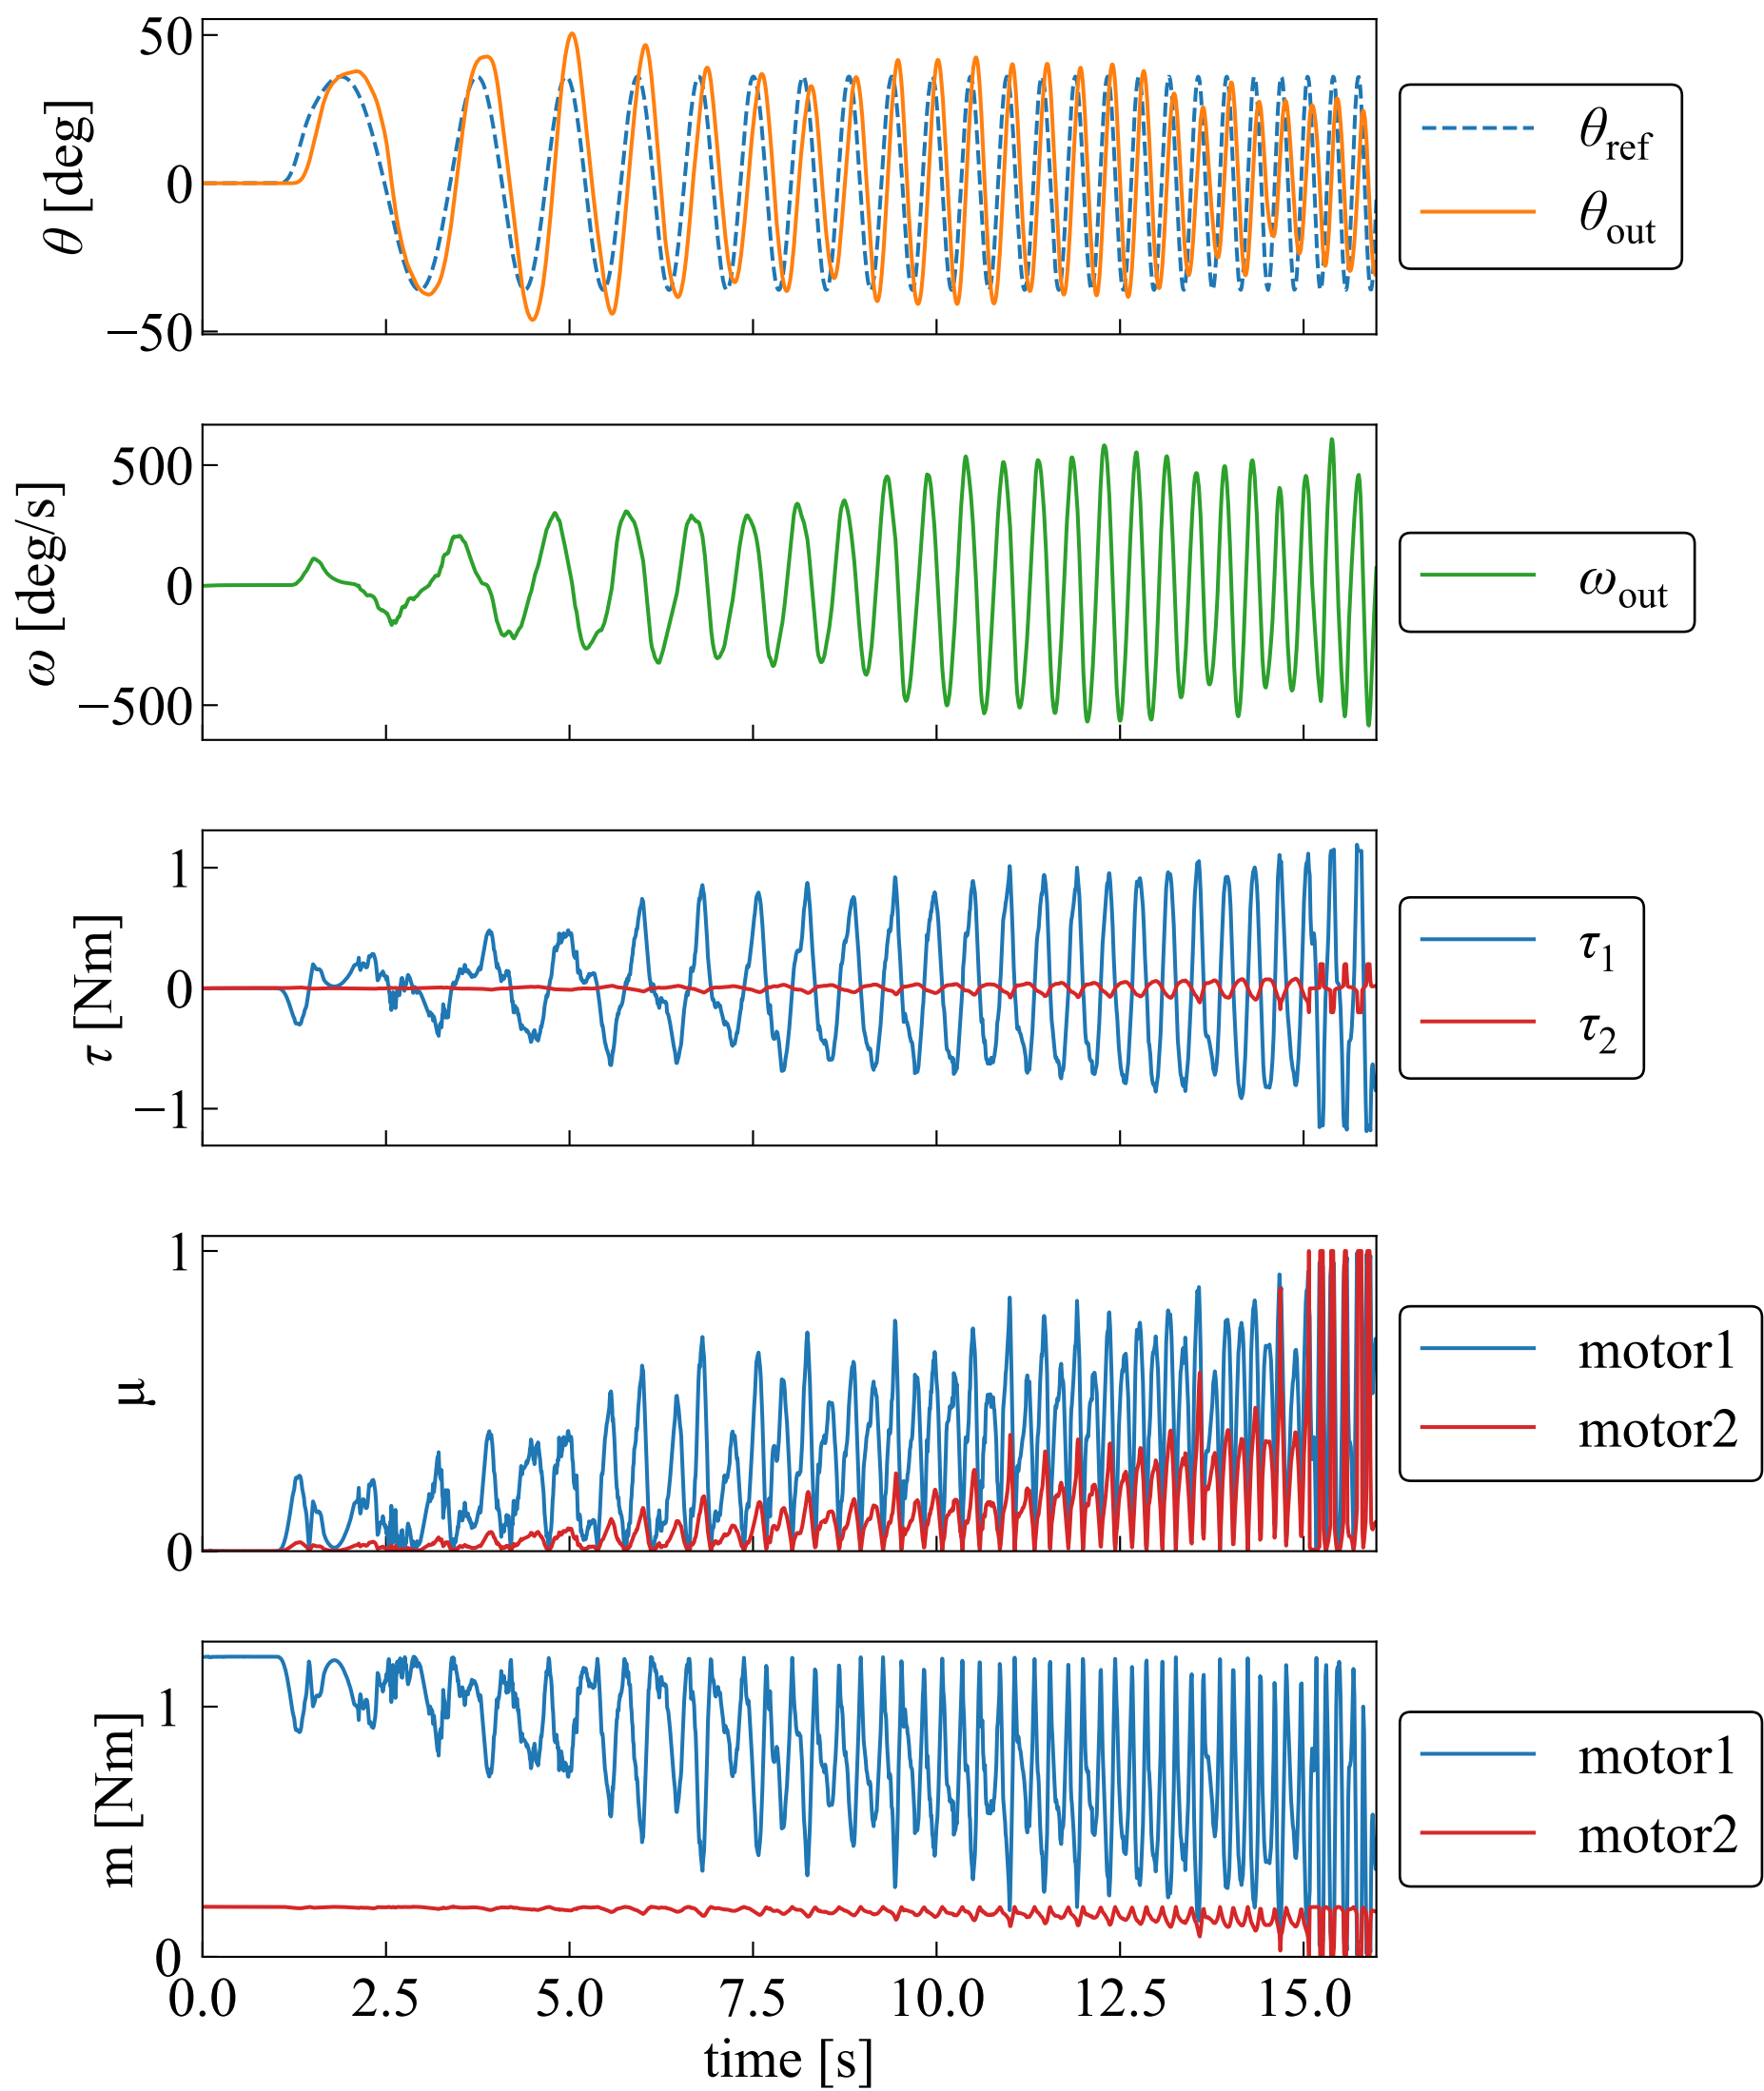 θ [deg]
50
0
−50
θref
θout
ω [deg/s]
500
0
−500
ωout
τ [Nm]
1
0
−1
τ1
τ2
μ
1
0
motor1
motor2
m [Nm]
1
0
motor1
motor2
0.0 2.5 5.0 7.5 10.0 12.5 15.0
time [s]